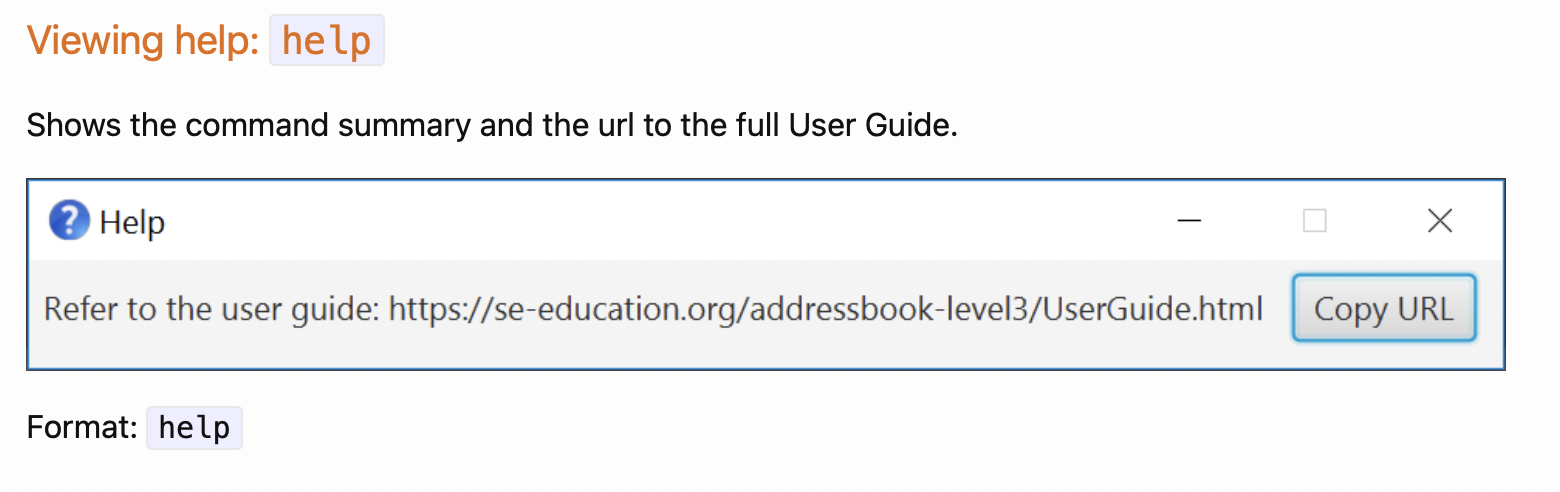 Viewing help: help
Shows the command summary and the url to the full User Guide.
Help
Refer to the user guide: https://se-education.org/addressbook-level3/UserGuide.html Copy URL
Format: help